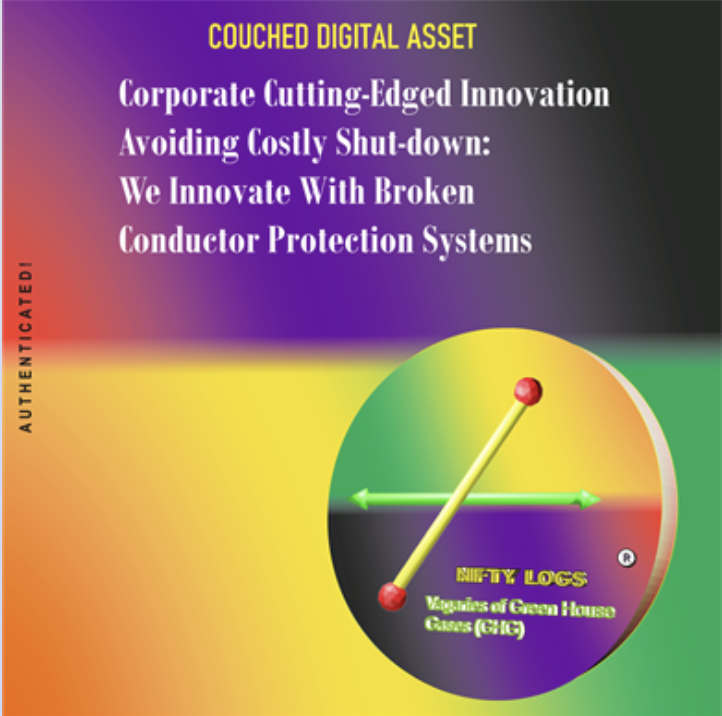 COUCHED DIGITAL ASSET
Corporate Cutting-Edged Innovation
Avoiding Costly Shut-down:
We Innovate With Broken
Conductor Protection Systems
AUTHENTICATED!
®
NIFTY LOGS
Vagaries of Green House
Gases (GHG)